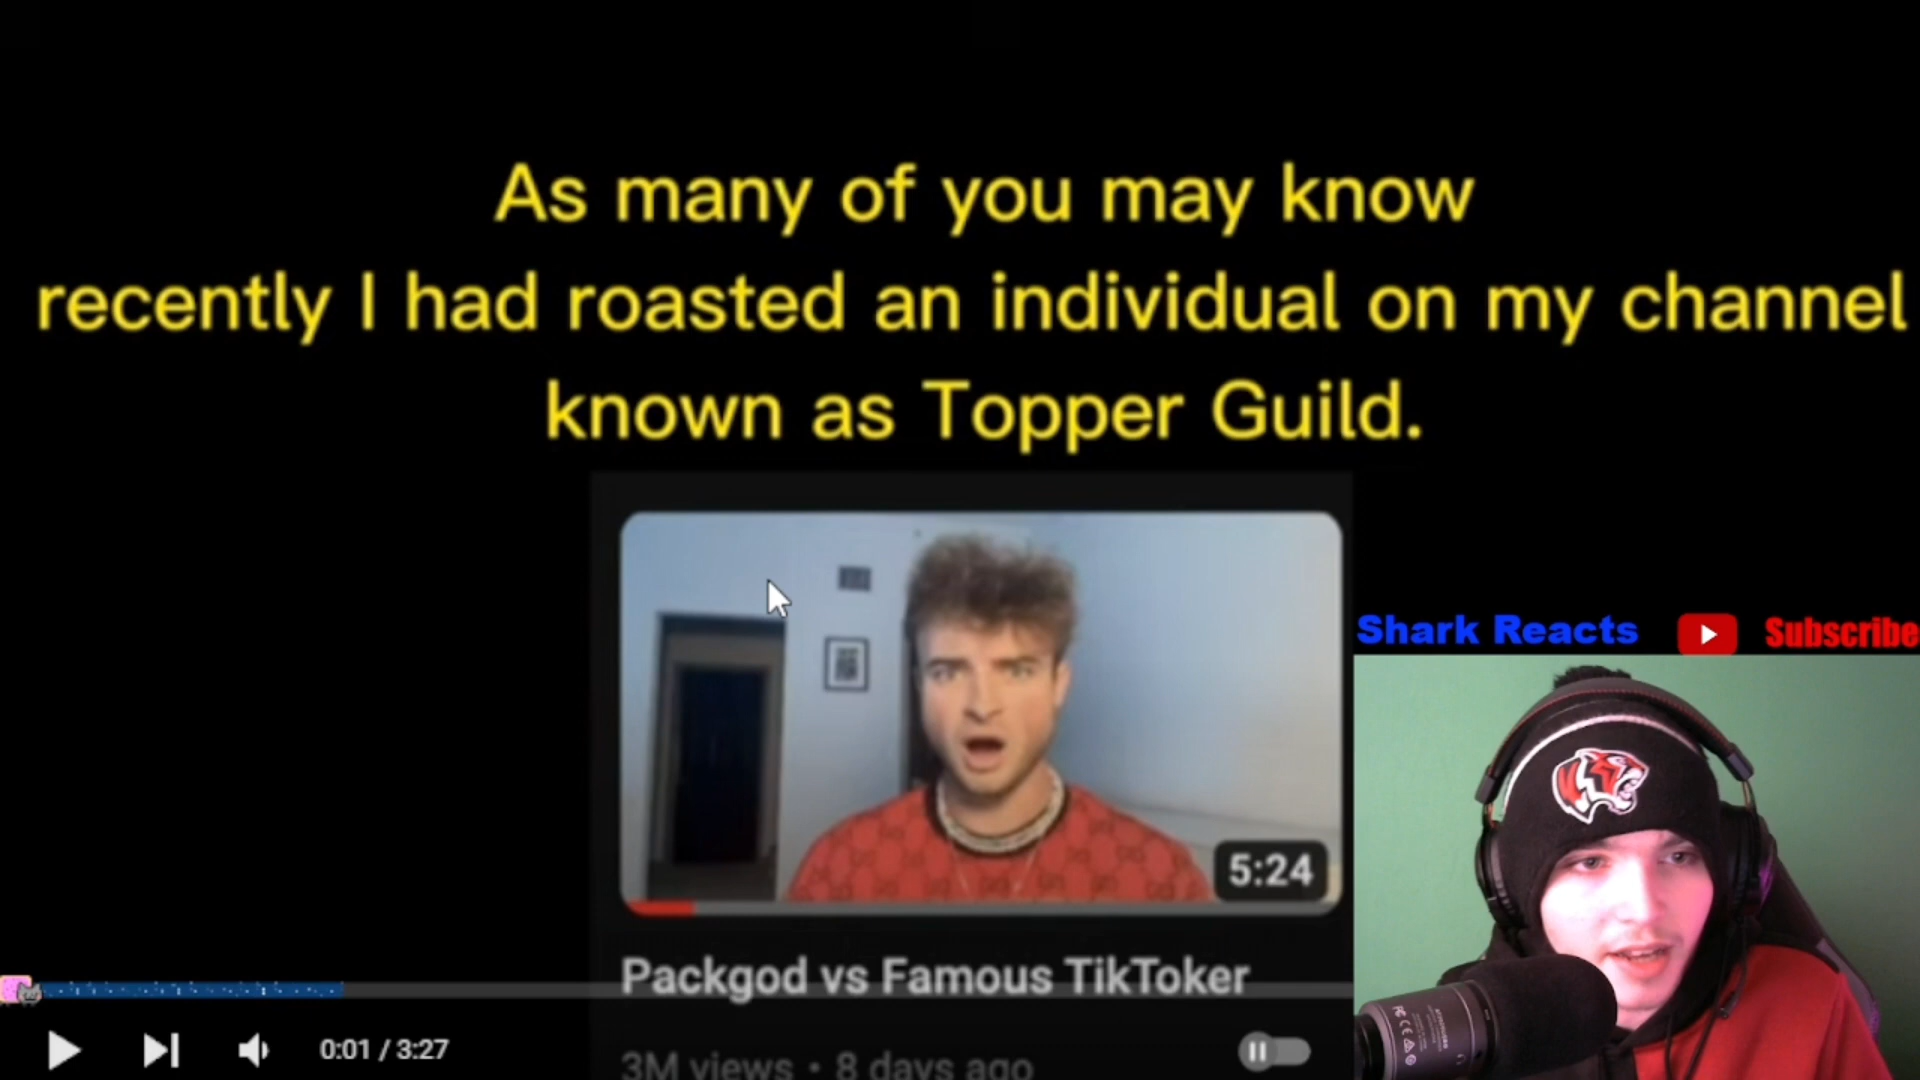 As many of you may know
recently I had roasted an individual on my channel
known as Topper Guild.
5:24
Shark Reacts
Subscribe
Packgod vs Famous TikToker
0:01 / 3:27
3M views • 8 days ago